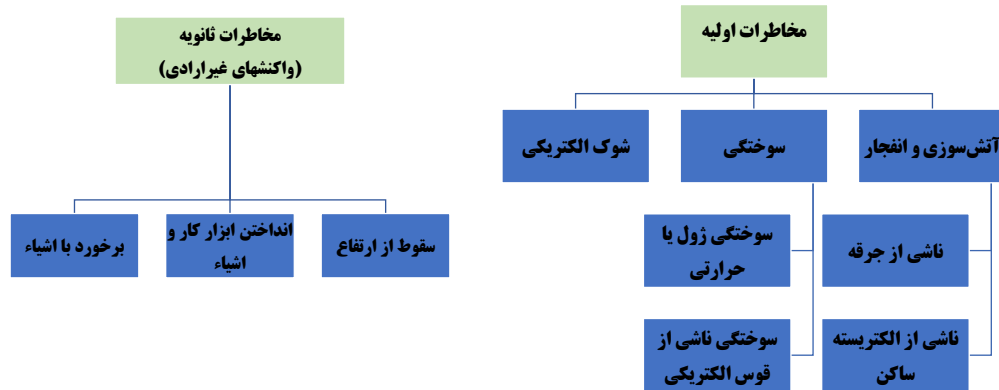 مخاطرات اولیه
آتش‌سوزی و انفجار
سوختگی
شوک الکتریکی
ناشی از جرقه
ناشی از الکتریسته
ساکن
سوختگی ژول یا
حرارتی
سوختگی ناشی از
قوس الکتریکی
مخاطرات ثانویه
(واکنشهای غیرارادی)
سقوط از ارتفاع
انداختن ابزار کار و
اشیاء
برخورد با اشیاء